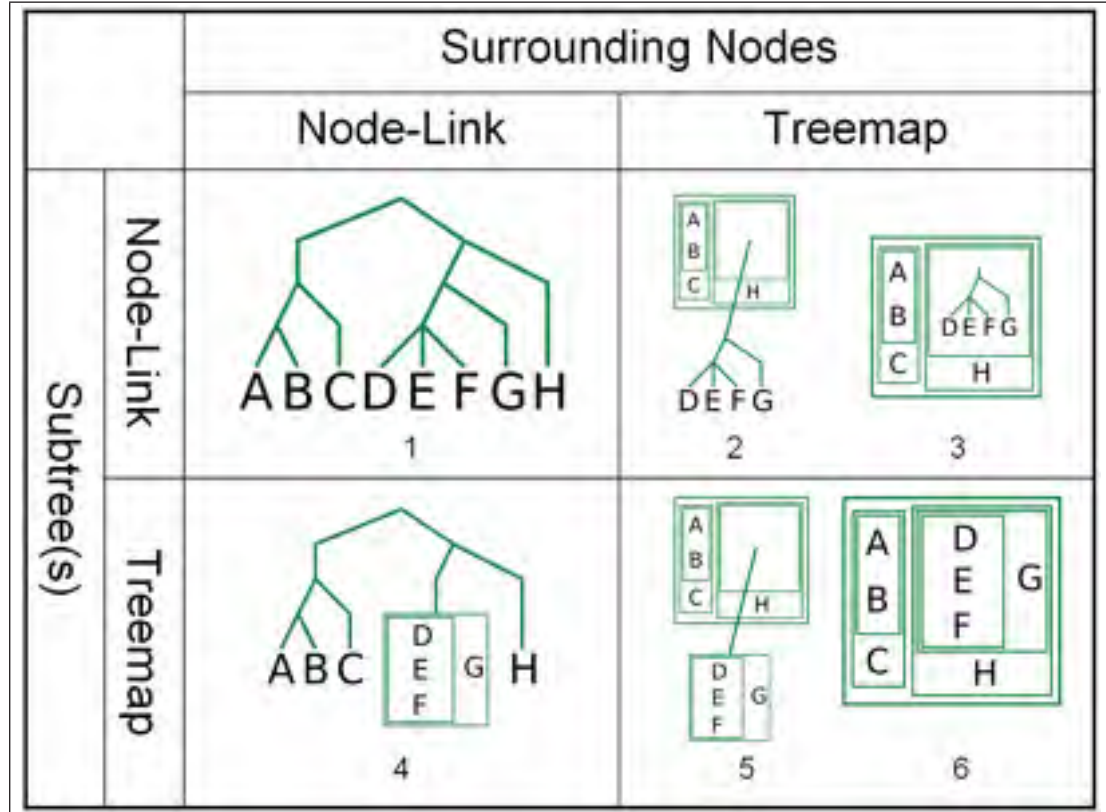 Surrounding Nodes
Node-Link
Treemap
Subtree(s)
Node-Link
A B C D E F G H
1
A
B
C
H
D E F G
2
A
B
C
D E F G
H
3
Treemap
A B C
D
E
F
G
H
4
A
B
C
H
D
E
F
G
5
A
B
C
D
E
F
G
H
6